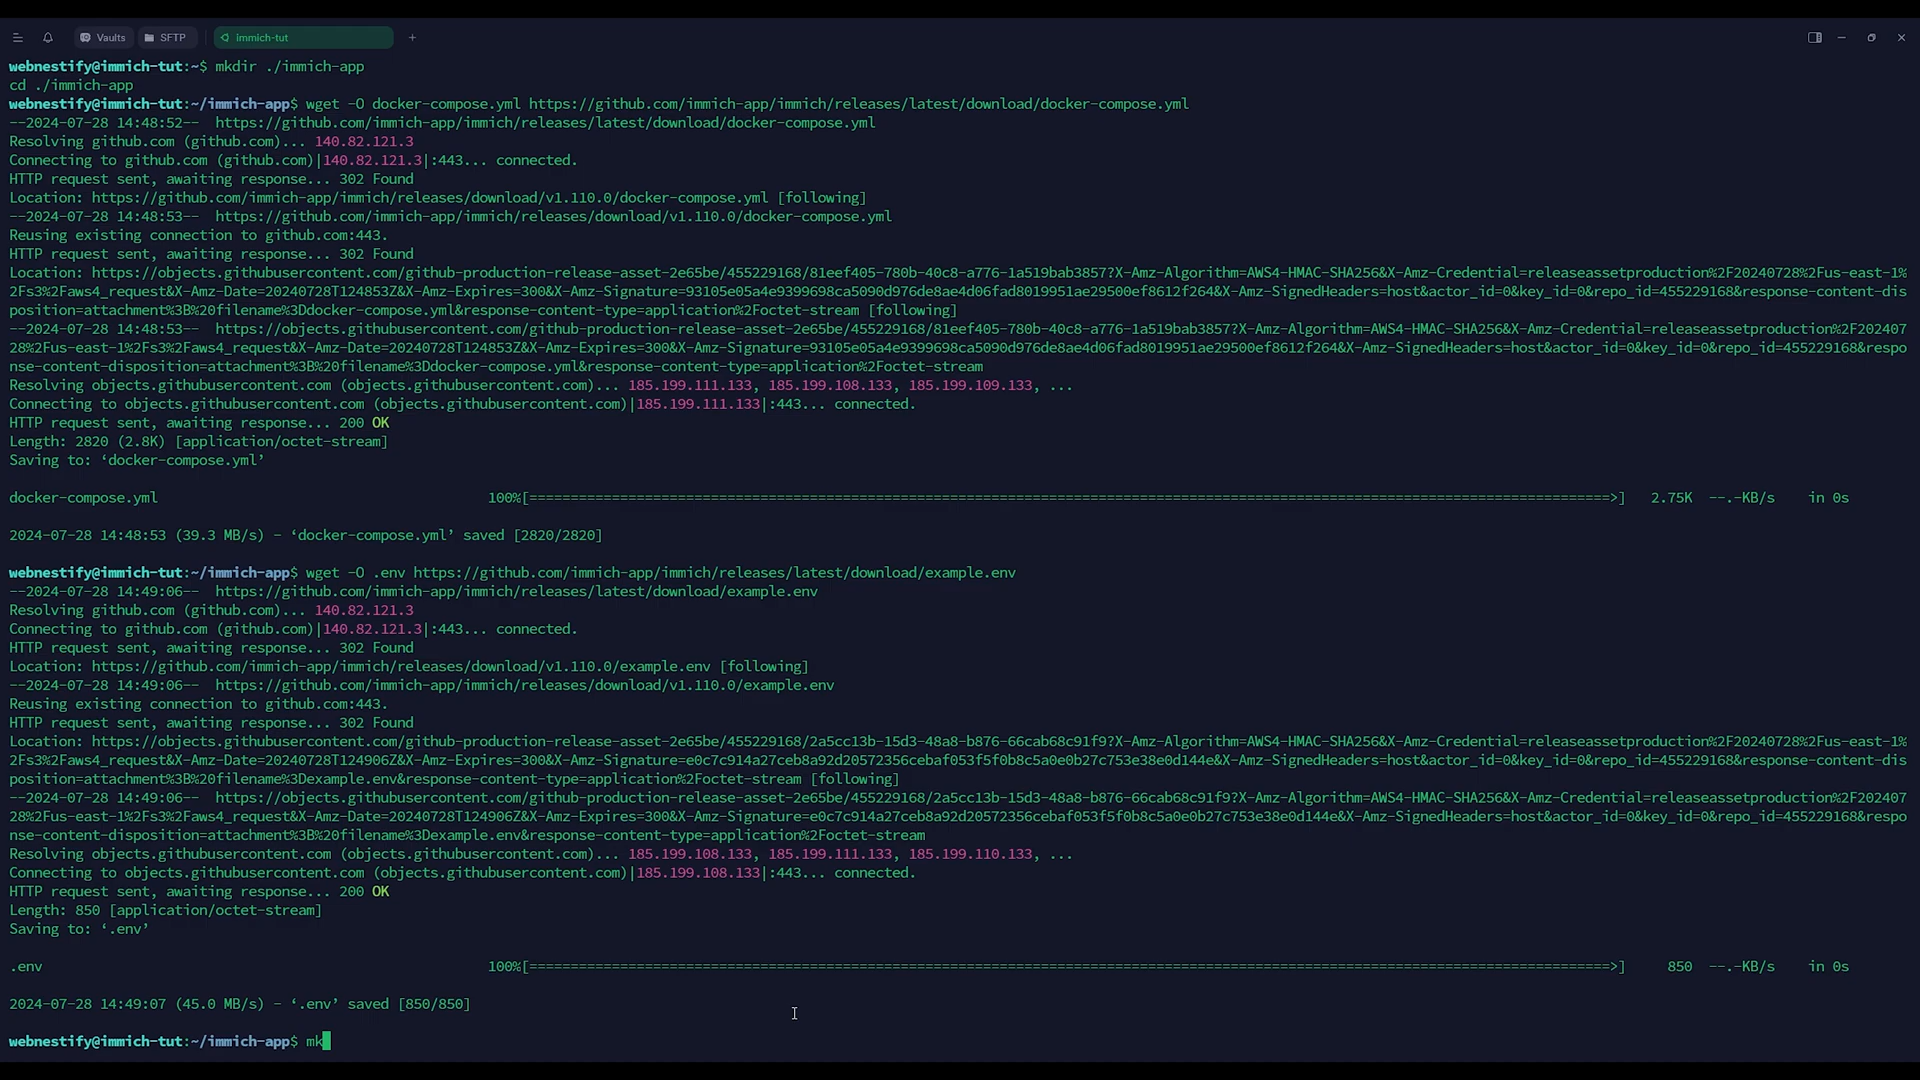 Vaults
SFTP
immich-tut
webnestify@immich-tut:~$ mkdir ./immich-app
cd ./immich-app
webnestify@immich-tut:~/immich-app$ wget -O docker-compose.yml https://github.com/immich-app/immich/releases/latest/download/docker-compose.yml
--2024-07-28 14:48:52--  https://github.com/immich-app/immich/releases/latest/download/docker-compose.yml
Resolving github.com (github.com)... 140.82.121.3
Connecting to github.com (github.com)|140.82.121.3|:443... connected.
HTTP request sent, awaiting response... 302 Found
Location: https://github.com/immich-app/immich/releases/download/v1.110.0/docker-compose.yml [following]
--2024-07-28 14:48:53--  https://github.com/immich-app/immich/releases/download/v1.110.0/docker-compose.yml
Reusing existing connection to github.com:443.
HTTP request sent, awaiting response... 302 Found
Location: https://objects.githubusercontent.com/github-production-release-asset-2e65be/455229168/81eef405-780b-40c8-a776-1a519bab3857?X-Amz-Algorithm=AWS4-HMAC-SHA256&X-Amz-Credential=releaseassetproduction%2F20240728%2Fus-east-1%
2Fs3%2Faws4_request&X-Amz-Date=20240728T124853Z&X-Amz-Expires=300&X-Amz-Signature=93105e05a4e9399698ca5090d976de8ae4d06fad8019951ae29500ef8612f264&X-Amz-SignedHeaders=host&actor_id=0&key_id=0&repo_id=455229168&response-content-dis
position=attachment%3B%20filename%3Ddocker-compose.yml&response-content-type=application%2Foctet-stream [following]
--2024-07-28 14:48:53--  https://objects.githubusercontent.com/github-production-release-asset-2e65be/455229168/81eef405-780b-40c8-a776-1a519bab3857?X-Amz-Algorithm=AWS4-HMAC-SHA256&X-Amz-Credential=releaseassetproduction%2F202407
28%2Fus-east-1%2Fs3%2Faws4_request&X-Amz-Date=20240728T124853Z&X-Amz-Expires=300&X-Amz-Signature=93105e05a4e9399698ca5090d976de8ae4d06fad8019951ae29500ef8612f264&X-Amz-SignedHeaders=host&actor_id=0&key_id=0&repo_id=455229168&respo
nse-content-disposition=attachment%3B%20filename%3Ddocker-compose.yml&response-content-type=application%2Foctet-stream
Resolving objects.githubusercontent.com (objects.githubusercontent.com)... 185.199.111.133, 185.199.108.133, 185.199.109.133, ...
Connecting to objects.githubusercontent.com (objects.githubusercontent.com)|185.199.111.133|:443... connected.
HTTP request sent, awaiting response... 200 OK
Length: 2820 (2.8K) [application/octet-stream]
Saving to: ‘docker-compose.yml’
docker-compose.yml 100%[===================>] 2.75K --.-KB/s in 0s
2024-07-28 14:48:53 (39.3 MB/s) - ‘docker-compose.yml’ saved [2820/2820]
webnestify@immich-tut:~/immich-app$ wget -O .env https://github.com/immich-app/immich/releases/latest/download/example.env
--2024-07-28 14:49:06--  https://github.com/immich-app/immich/releases/latest/download/example.env
Resolving github.com (github.com)... 140.82.121.3
Connecting to github.com (github.com)|140.82.121.3|:443... connected.
HTTP request sent, awaiting response... 302 Found
Location: https://github.com/immich-app/immich/releases/download/v1.110.0/example.env [following]
--2024-07-28 14:49:06--  https://github.com/immich-app/immich/releases/download/v1.110.0/example.env
Reusing existing connection to github.com:443.
HTTP request sent, awaiting response... 302 Found
Location: https://objects.githubusercontent.com/github-production-release-asset-2e65be/455229168/2a5cc13b-15d3-48a8-b876-66cab68c91f9?X-Amz-Algorithm=AWS4-HMAC-SHA256&X-Amz-Credential=releaseassetproduction%2F20240728%2Fus-east-1%
2Fs3%2Faws4_request&X-Amz-Date=20240728T124906Z&X-Amz-Expires=300&X-Amz-Signature=e0c7c914a27ceb8a92d20572356cebaf053f5f0b8c5a0e0b27c753e38e0d144e&X-Amz-SignedHeaders=host&actor_id=0&key_id=0&repo_id=455229168&response-content-dis
position=attachment%3B%20filename%3Dexample.env&response-content-type=application%2Foctet-stream [following]
--2024-07-28 14:49:06--  https://objects.githubusercontent.com/github-production-release-asset-2e65be/455229168/2a5cc13b-15d3-48a8-b876-66cab68c91f9?X-Amz-Algorithm=AWS4-HMAC-SHA256&X-Amz-Credential=releaseassetproduction%2F202407
28%2Fus-east-1%2Fs3%2Faws4_request&X-Amz-Date=20240728T124906Z&X-Amz-Expires=300&X-Amz-Signature=e0c7c914a27ceb8a92d20572356cebaf053f5f0b8c5a0e0b27c753e38e0d144e&X-Amz-SignedHeaders=host&actor_id=0&key_id=0&repo_id=455229168&respo
nse-content-disposition=attachment%3B%20filename%3Dexample.env&response-content-type=application%2Foctet-stream
Resolving objects.githubusercontent.com (objects.githubusercontent.com)... 185.199.108.133, 185.199.111.133, 185.199.110.133, ...
Connecting to objects.githubusercontent.com (objects.githubusercontent.com)|185.199.108.133|:443... connected.
HTTP request sent, awaiting response... 200 OK
Length: 850 [application/octet-stream]
Saving to: ‘.env’
.env 100%[===================>] 850 --.-KB/s in 0s
2024-07-28 14:49:07 (45.0 MB/s) - ‘.env’ saved [850/850]
webnestify@immich-tut:~/immich-app$ mk